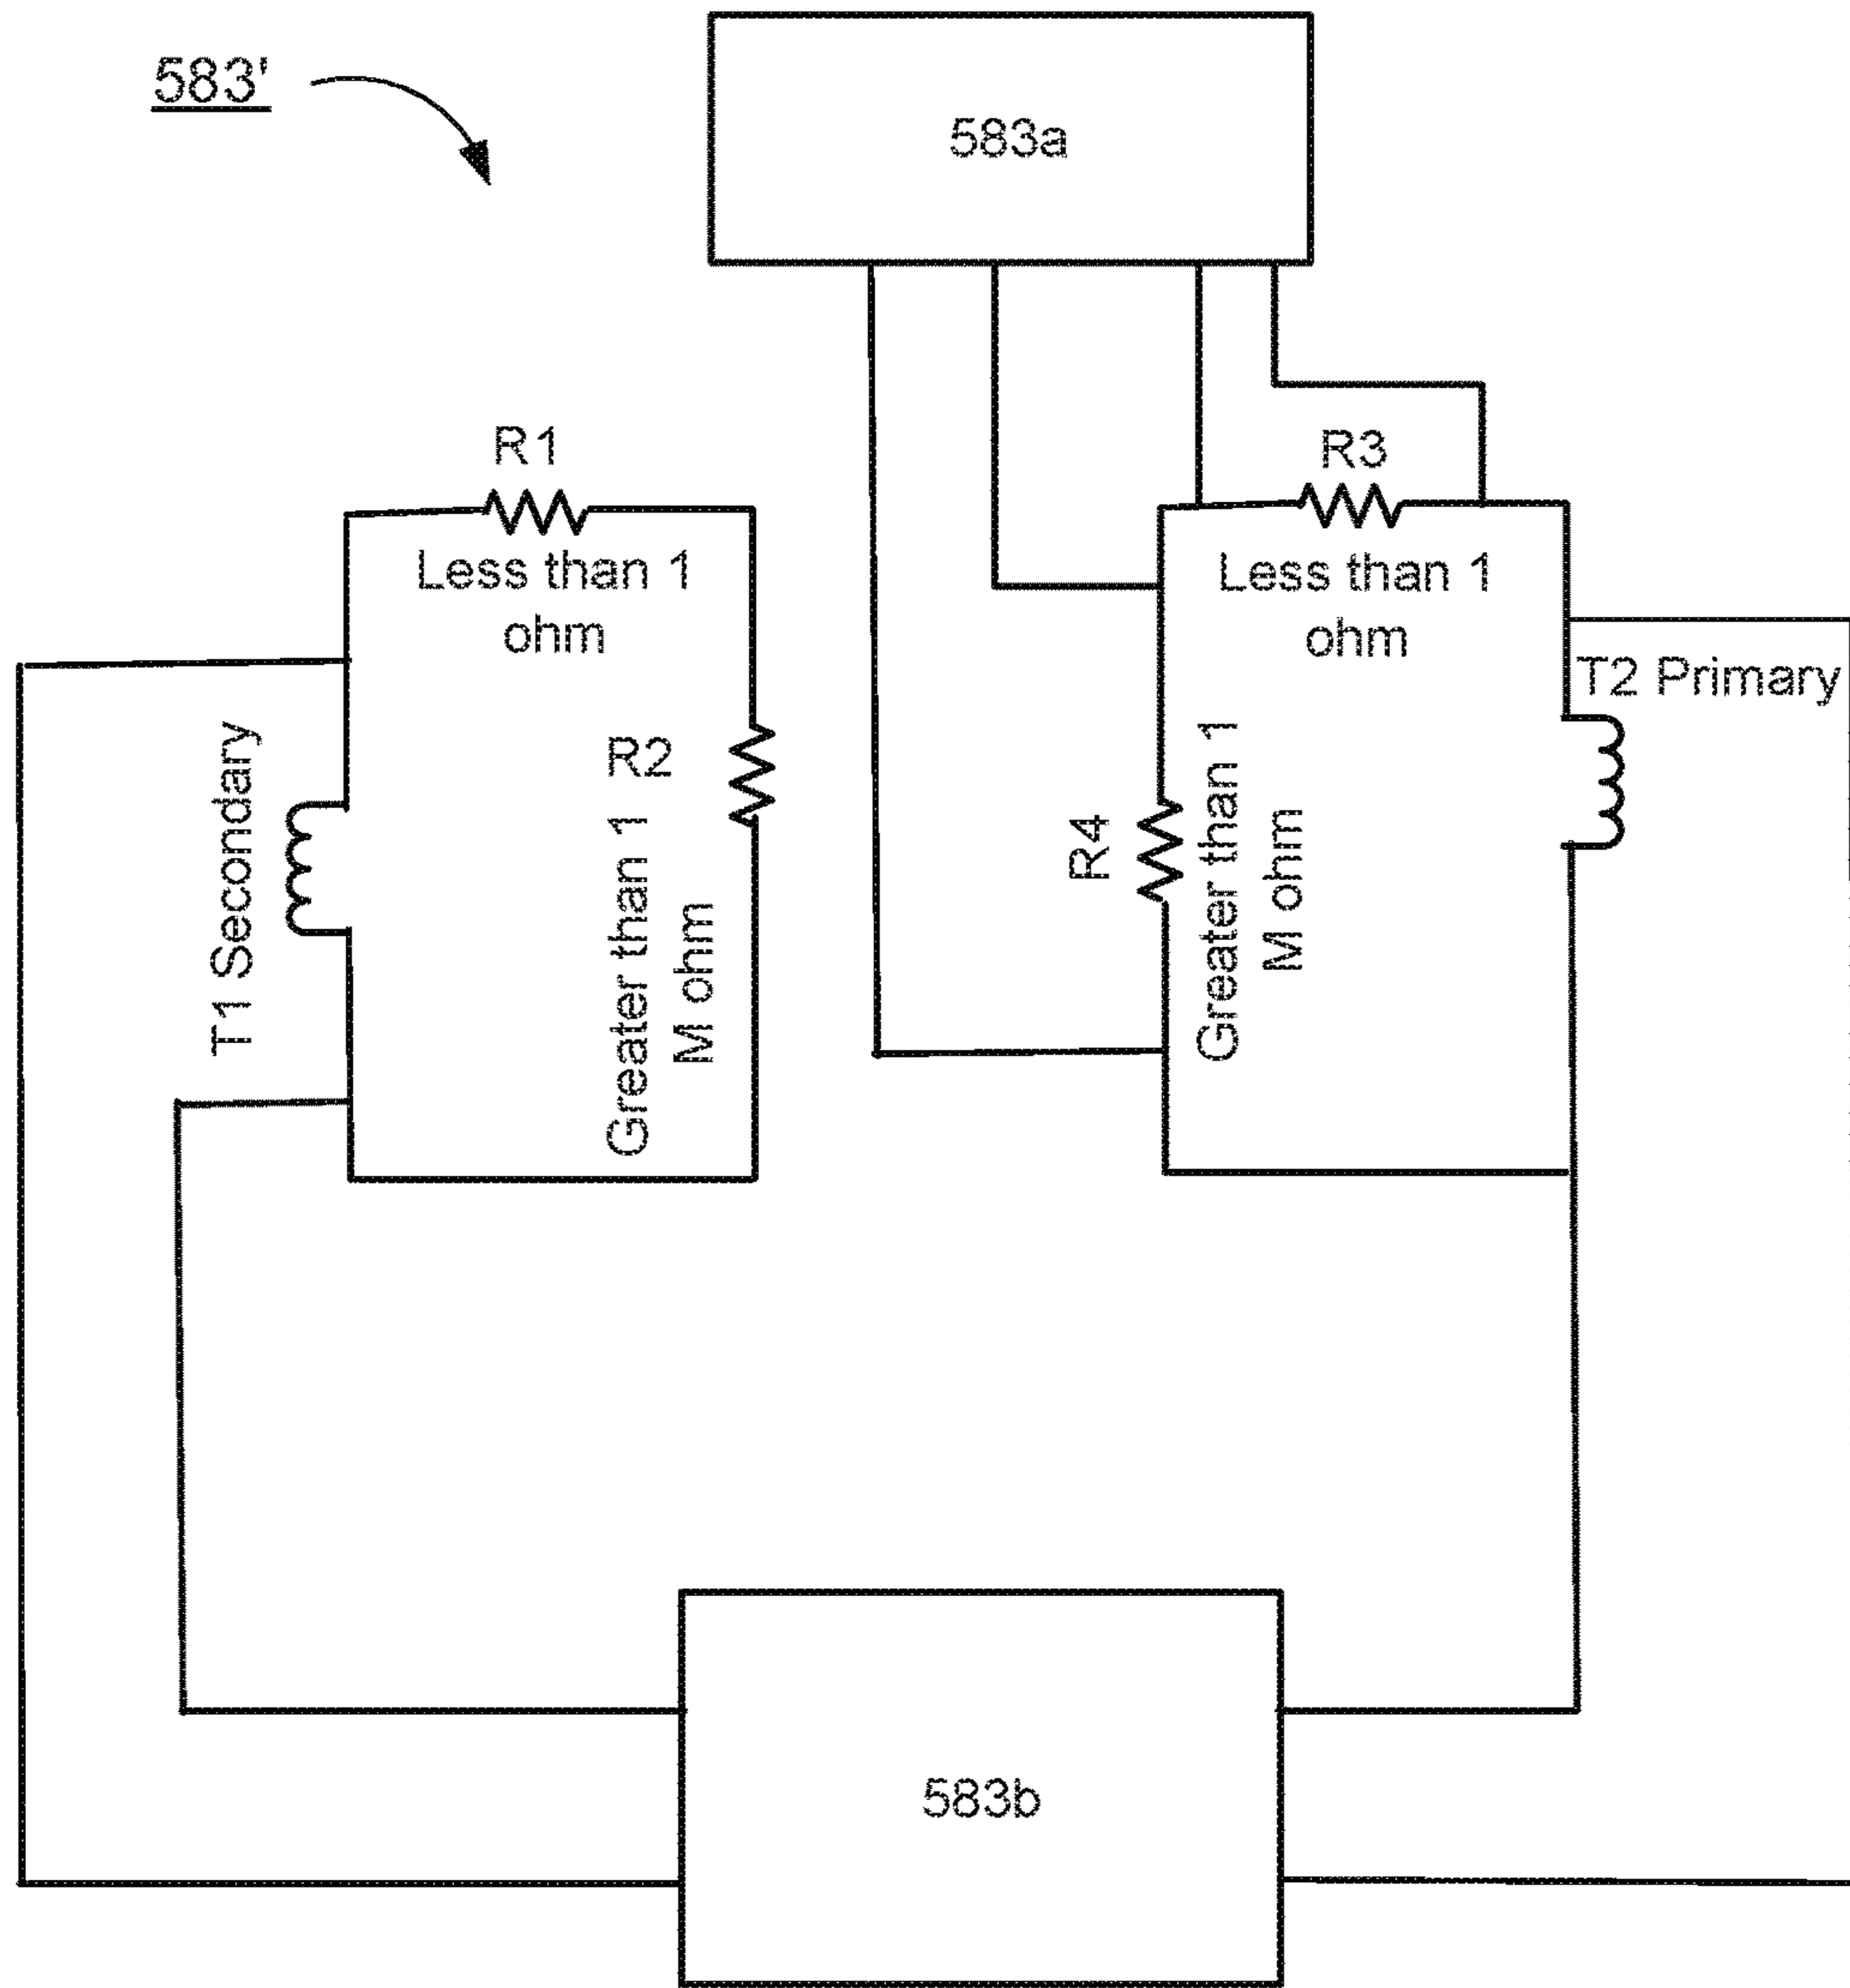 583'
583a
R1
Less than 1
ohm
R3
Less than 1
ohm
T2 Primary
T1 Secondary
R2
Greater than 1
M ohm
R4
Greater than 1
M ohm
583b